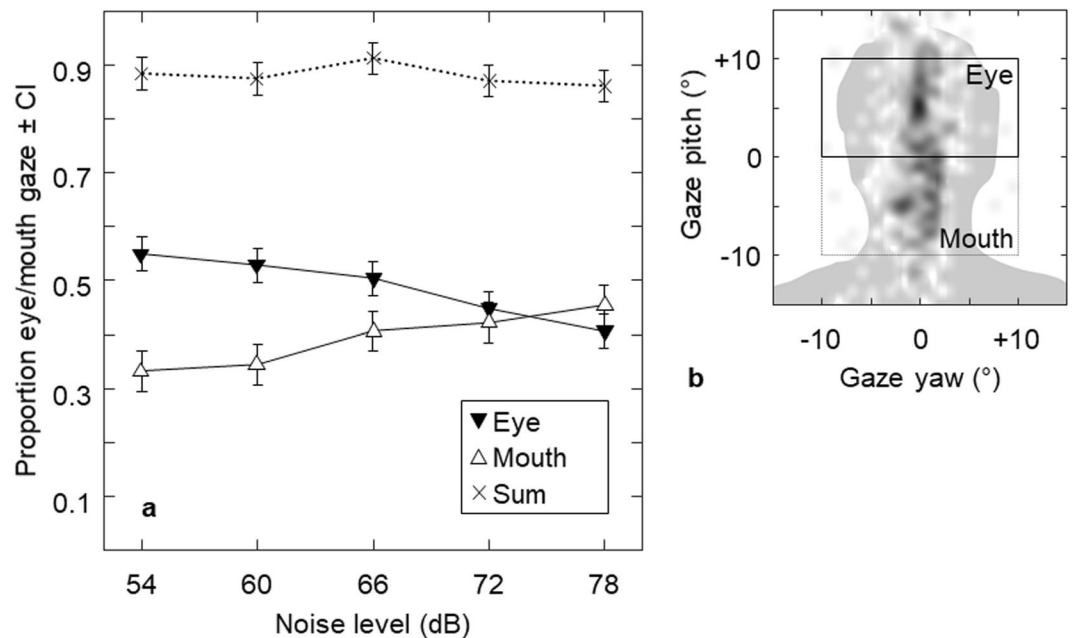 Proportion eye/mouth gaze ± CI
0.9
0.7
0.5
0.3
0.1
a
Eye
Mouth
Sum
54 60 66 72 78
Noise level (dB)
Gaze pitch (°)
+10
0
-10
Eye
Mouth
-10 0 +10
b
Gaze yaw (°)